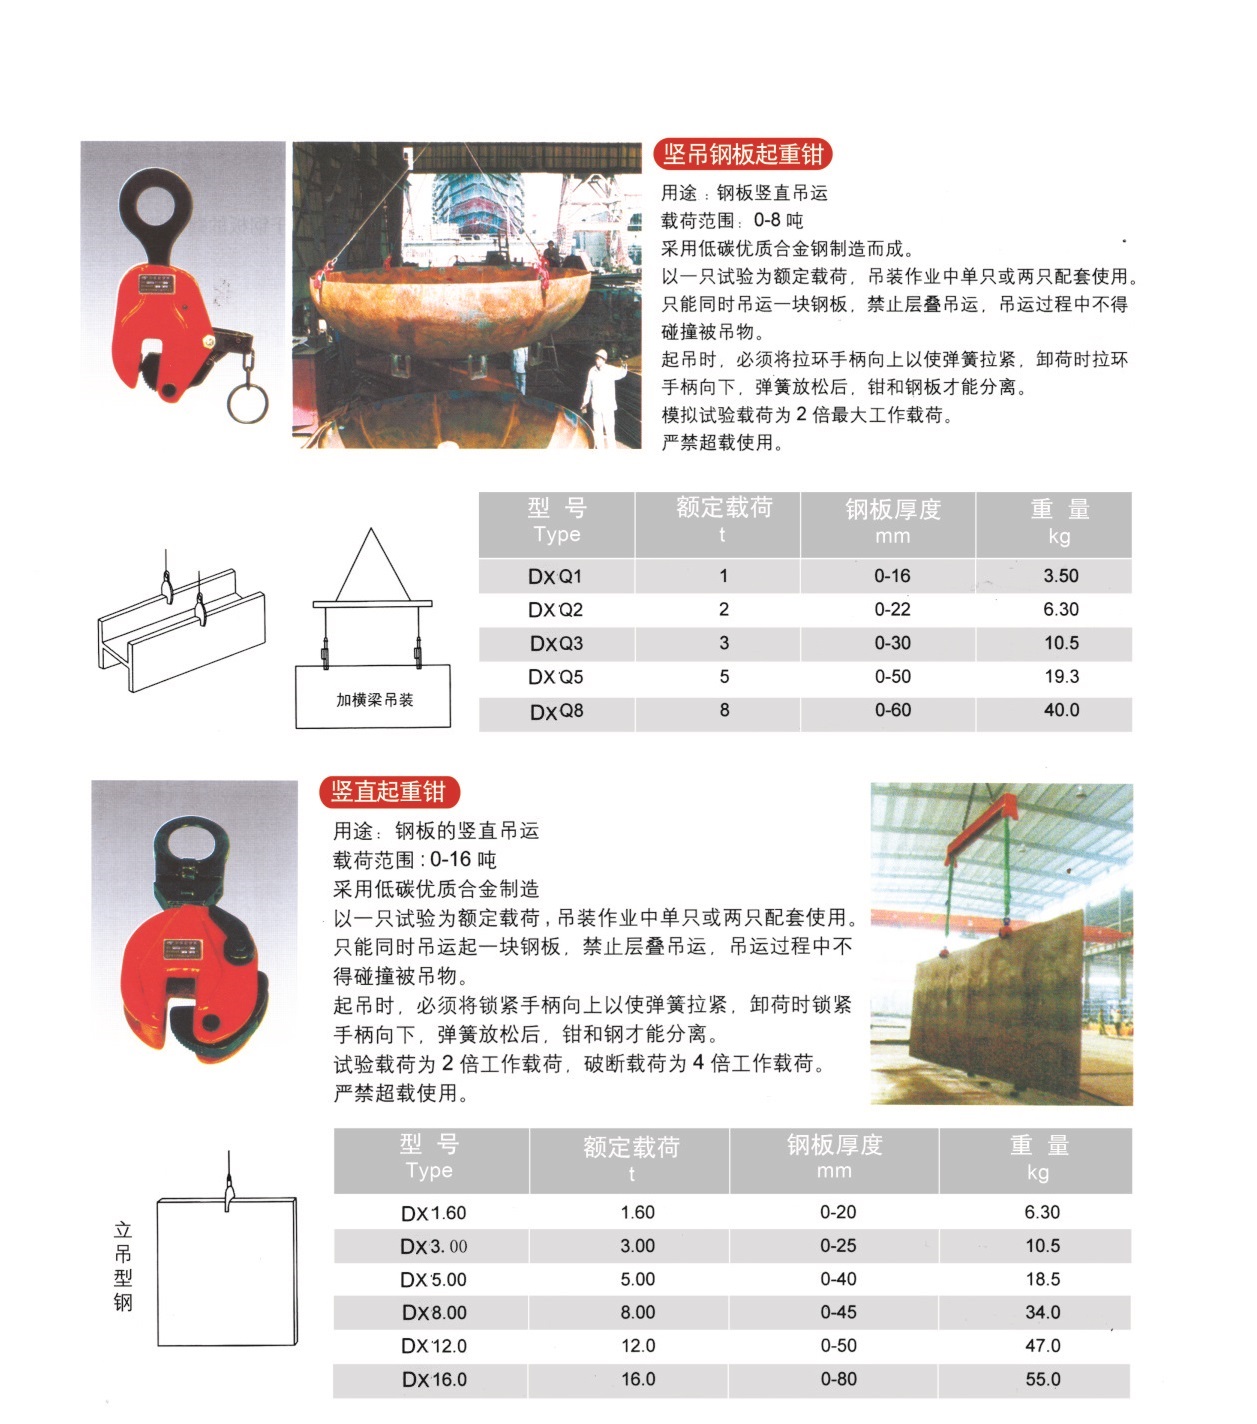 坚吊钢板起重钳
用途：钢板竖直吊运
载荷范围：0-8 吨
采用低碳优质合金钢制造而成。
以一只试验为额定载荷，吊装作业中单只或两只配套使用。
只能同时吊运一块钢板，禁止层叠吊运，吊运过程中不得
碰撞被吊物。
起吊时，必须将拉环手柄向上以使弹簧拉紧，卸荷时拉环
手柄向下，弹簧放松后，钳和钢板才能分离。
模拟试验载荷为 2 倍最大工作载荷。
严禁超载使用。
加横梁吊装
型 号 额定载荷 钢板厚度 重 量
Type t mm kg
DXQ1 1 0-16 3.50
DXQ2 2 0-22 6.30
DXQ3 3 0-30 10.5
DXQ5 5 0-50 19.3
DXQ8 8 0-60 40.0
竖直起重钳
用途：钢板的竖直吊运
载荷范围：0-16 吨
采用低碳优质合金制造
以一只试验为额定载荷，吊装作业中单只或两只配套使用。
只能同时吊运起一块钢板，禁止层叠吊运，吊运过程中不
得碰撞被吊物。
起吊时，必须将锁紧手柄向上以使弹簧拉紧，卸荷时锁紧
手柄向下，弹簧放松后，钳和钢才能分离。
试验载荷为 2 倍工作载荷，破断载荷为 4 倍工作载荷。
严禁超载使用。
立吊型钢
型 号 额定载荷 钢板厚度 重 量
Type t mm kg
DX1.60 1.60 0-20 6.30
DX3.00 3.00 0-25 10.5
DX5.00 5.00 0-40 18.5
DX8.00 8.00 0-45 34.0
DX12.0 12.0 0-50 47.0
DX16.0 16.0 0-80 55.0